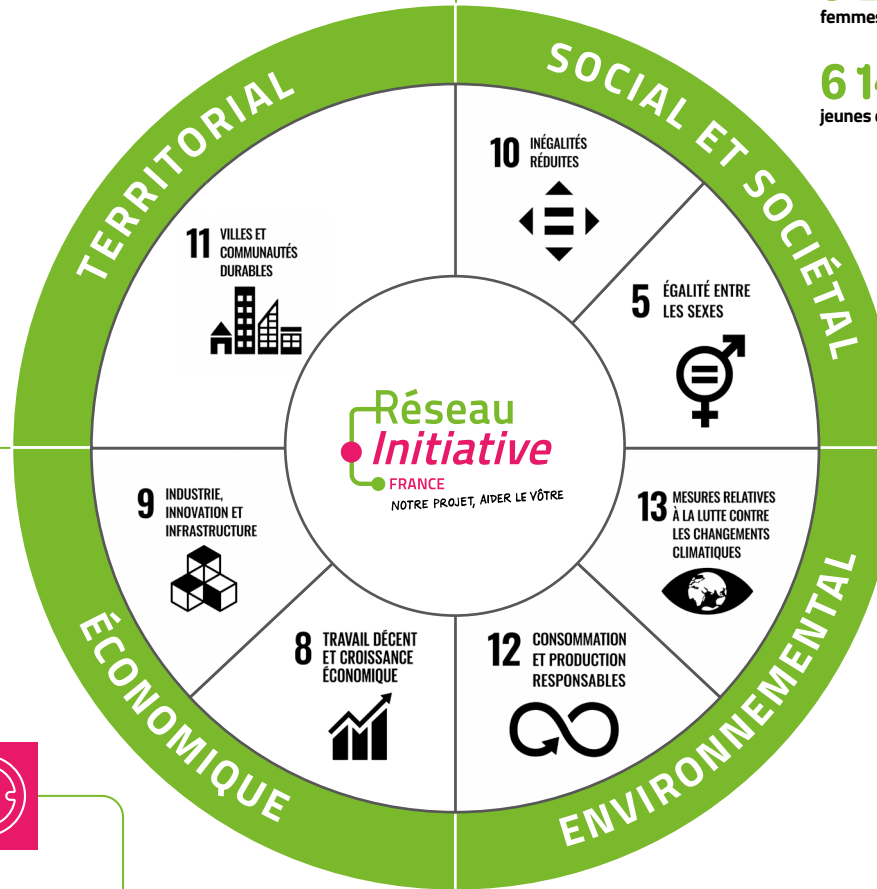 femmes
jeunes
TERRITORIAL
SOCIAL ET SOCIÉTAL
10 INÉGALITÉS
RÉDUITES
11 VILLES ET
COMMUNAUTÉS
DURABLES
5 ÉGALITÉ ENTRE
LES SEXES
Réseau
Initiative
FRANCE
NOTRE PROJET, AIDER LE VÔTRE
9 INDUSTRIE,
INNOVATION ET
INFRASTRUCTURE
13 MESURES RELATIVES
À LA LUTTE CONTRE
LES CHANGEMENTS
CLIMATIQUES
8 TRAVAIL DÉCENT
ET CROISSANCE
ÉCONOMIQUE
12 CONSOMMATION
ET PRODUCTION
RESPONSABLES
ÉCONOMIQUE
ENVIRONNEMENTAL